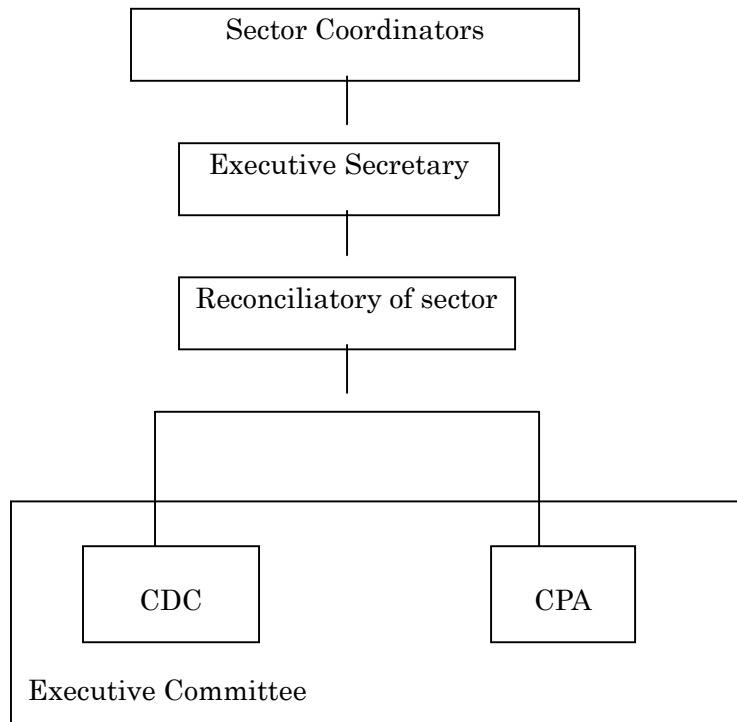 Sector Coordinators
Executive Secretary
Reconciliatory of sector
CDC
CPA
Executive Committee